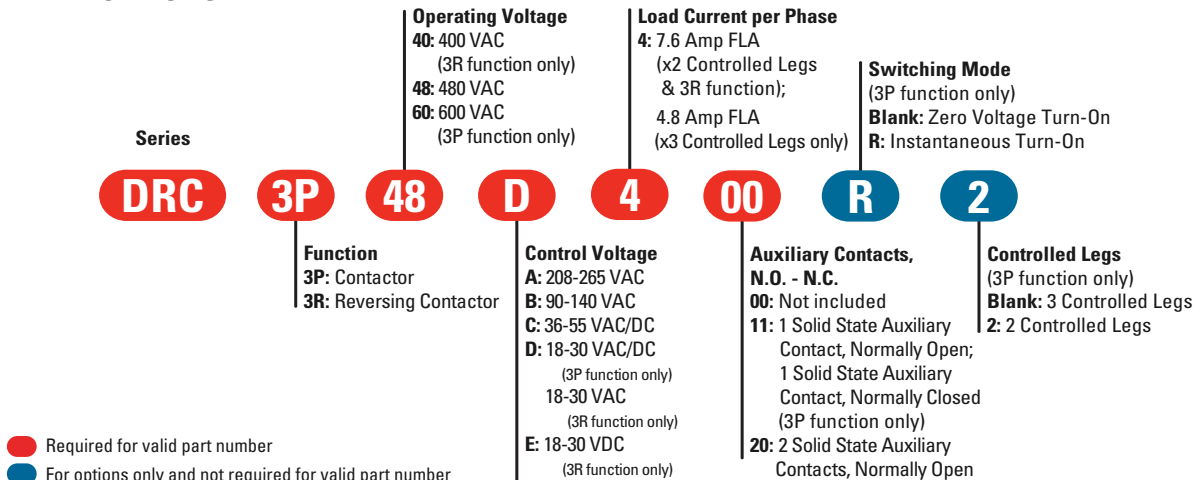 Operating Voltage
40: 400 VAC
(3R function only)
48: 480 VAC
60: 600 VAC
(3P function only)
Load Current per Phase
4: 7.6 Amp FLA
(x2 Controlled Legs
& 3R function);
4.8 Amp FLA
(x3 Controlled Legs only)
Switching Mode
(3P function only)
Blank: Zero Voltage Turn-On
R: Instantaneous Turn-On
Series
DRC 3P 48 D 4 00 R 2
Function
3P: Contactor
3R: Reversing Contactor
Control Voltage
A: 208-265 VAC
B: 90-140 VAC
C: 36-55 VAC/DC
D: 18-30 VAC/DC
(3P function only)
18-30 VAC
(3R function only)
E: 18-30 VDC
(3R function only)
Auxiliary Contacts,
N.O. - N.C.
00: Not included
11: 1 Solid State Auxiliary
Contact, Normally Open;
1 Solid State Auxiliary
Contact, Normally Closed
(3P function only)
20: 2 Solid State Auxiliary
Contacts, Normally Open
Controlled Legs
(3P function only)
Blank: 3 Controlled Legs
2: 2 Controlled Legs
Required for valid part number
For options only and not required for valid part number